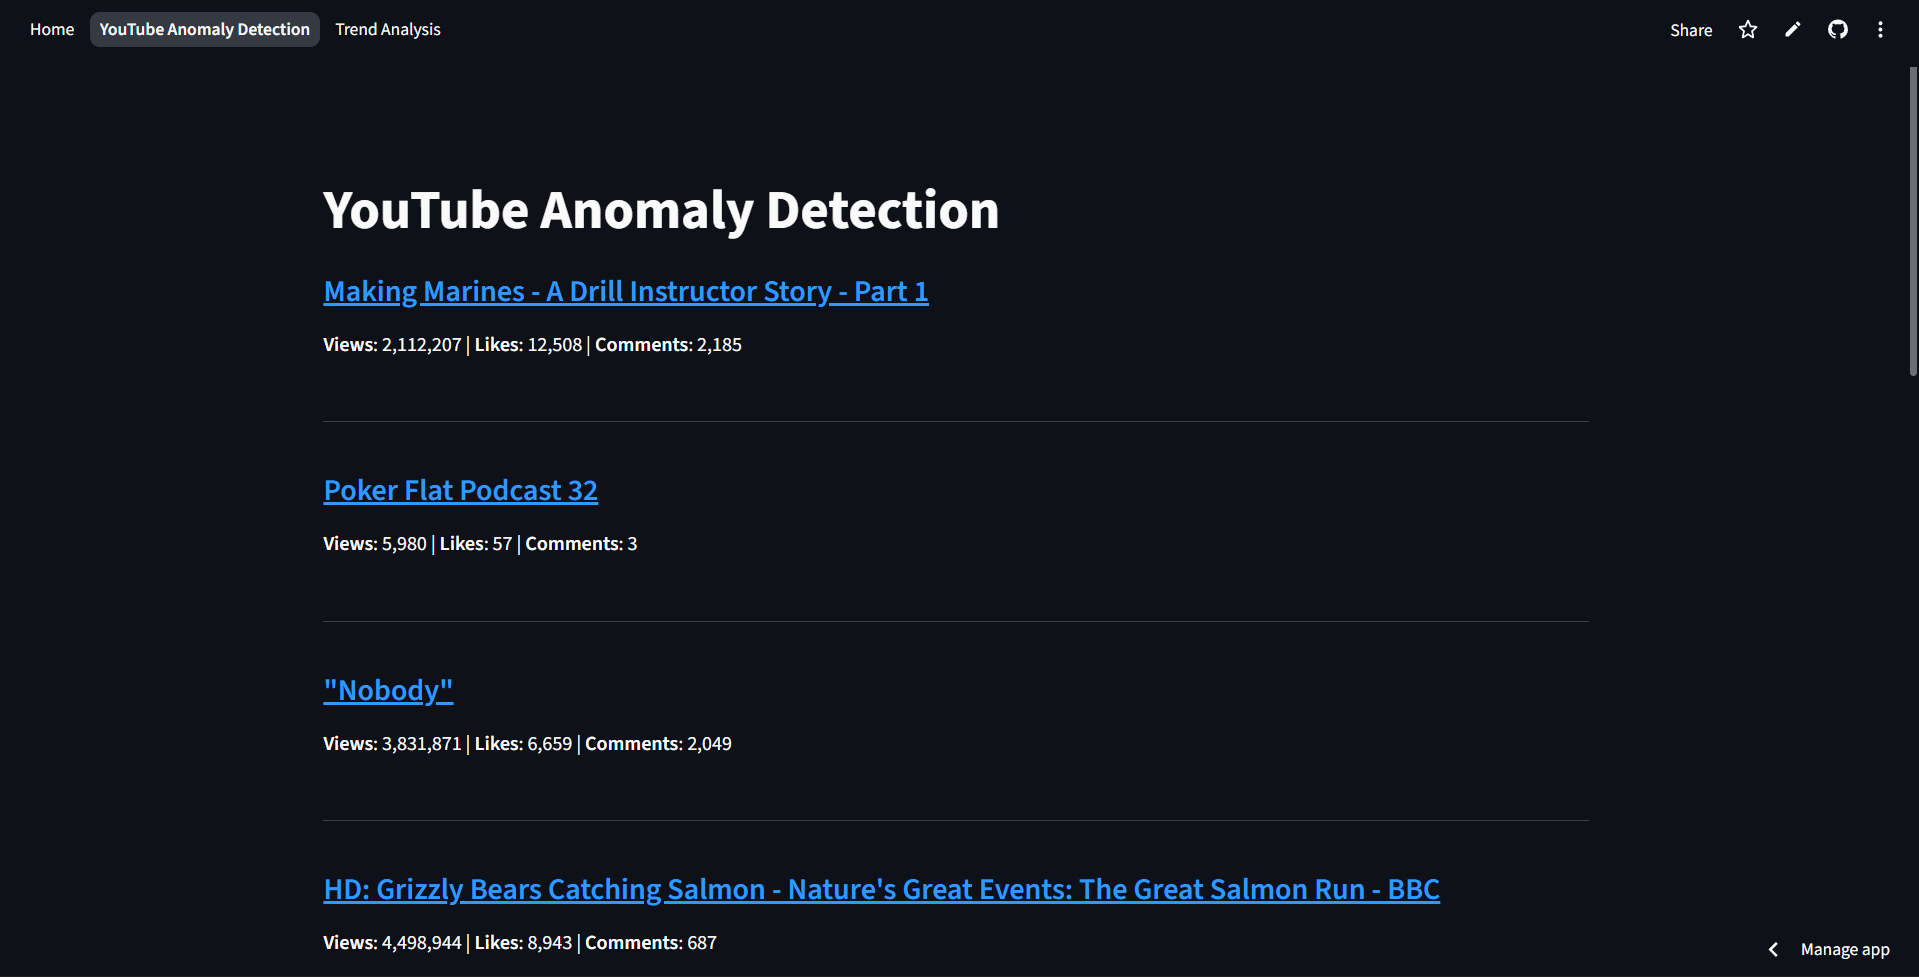 Home YouTube Anomaly Detection Trend Analysis Share
YouTube Anomaly Detection
Making Marines - A Drill Instructor Story - Part 1
Views: 2,112,207 | Likes: 12,508 | Comments: 2,185
Poker Flat Podcast 32
Views: 5,980 | Likes: 57 | Comments: 3
"Nobody"
Views: 3,831,871 | Likes: 6,659 | Comments: 2,049
HD: Grizzly Bears Catching Salmon - Nature's Great Events: The Great Salmon Run - BBC
Views: 4,498,944 | Likes: 8,943 | Comments: 687
Manage app